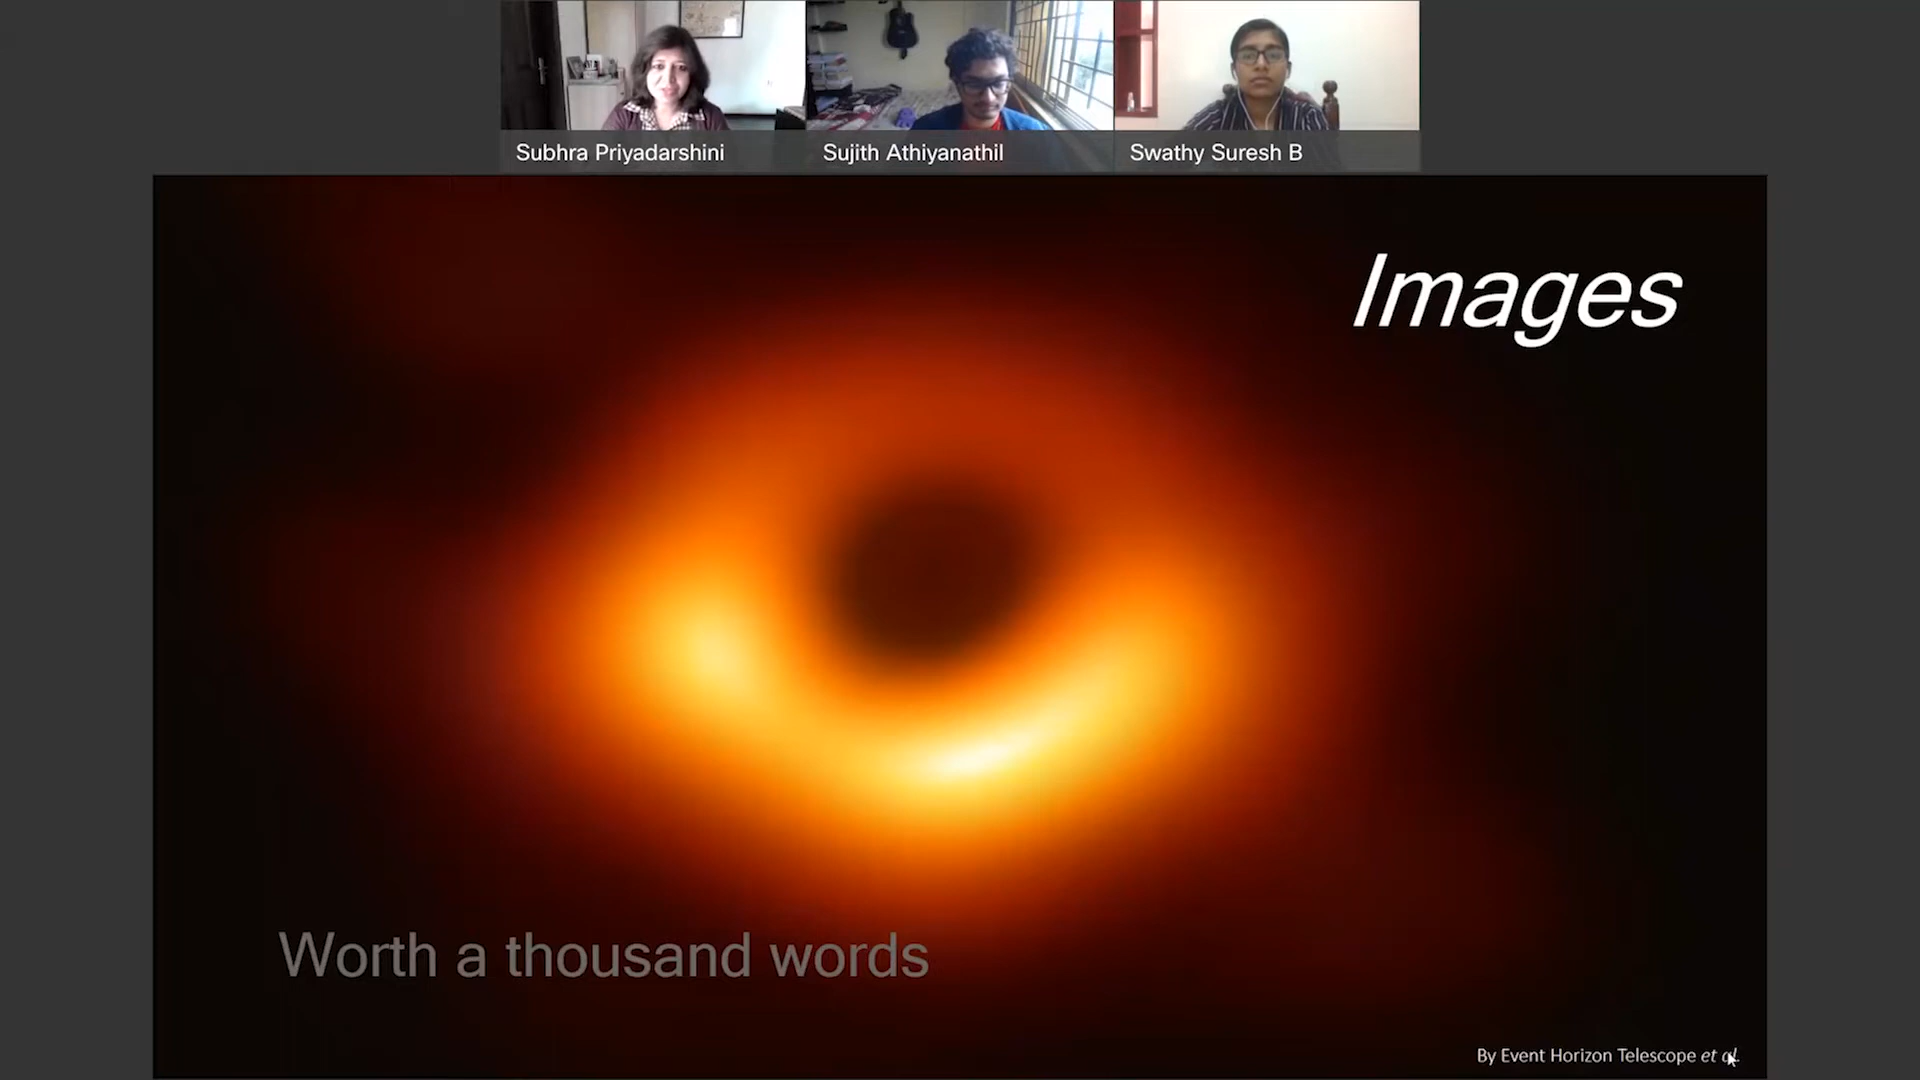 Subhra Priyadarshini
Sujith Athiyanathil
Swathy Suresh B
Images
Worth a thousand words
By Event Horizon Telescope et al.